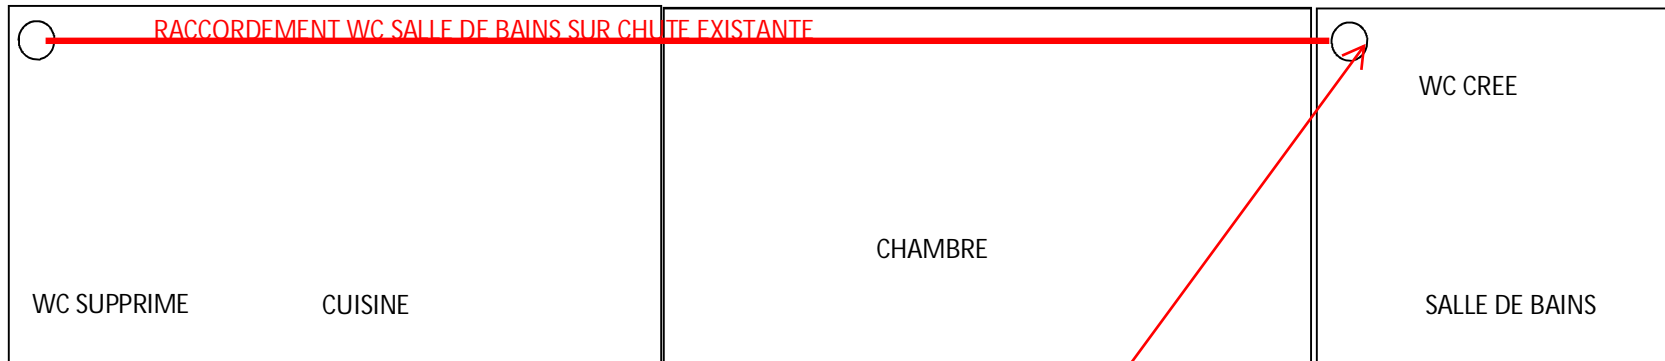 RACCORDEMENT WC SALLE DE BAINS SUR CHUTE EXISTANTE
WC CREE
CHAMBRE
WC SUPPRIME
CUISINE
SALLE DE BAINS